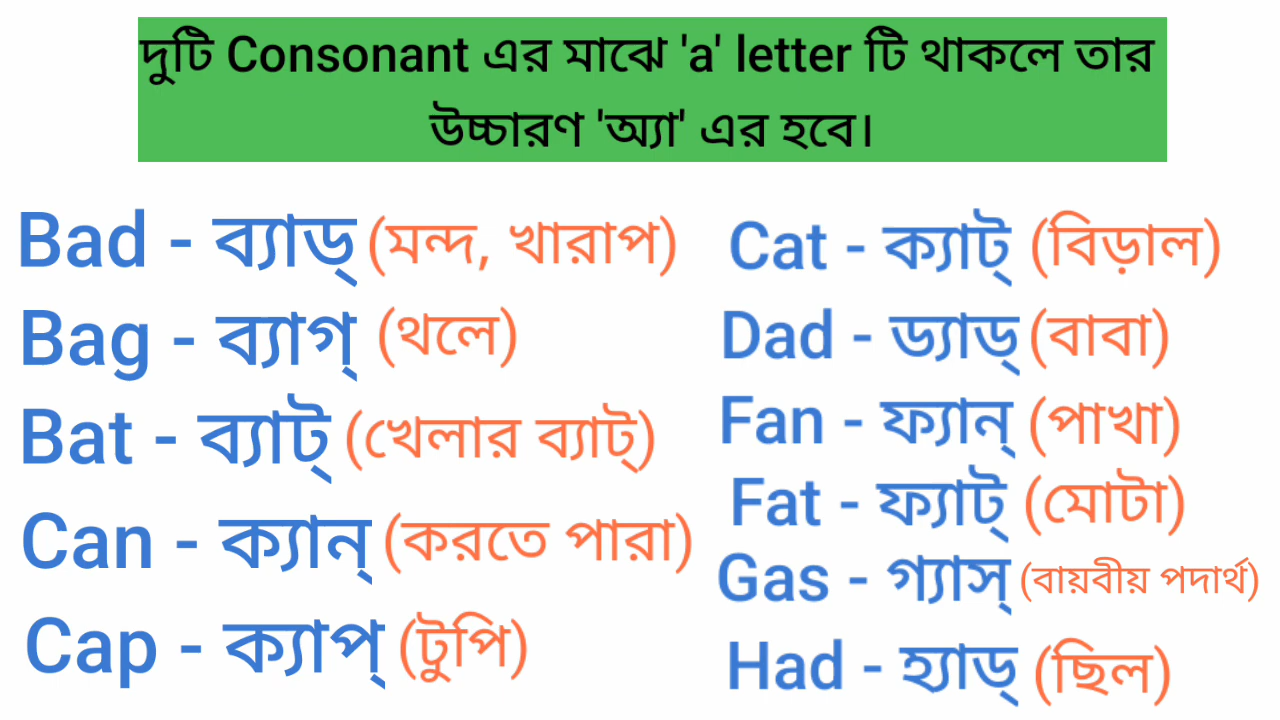 দুটি Consonant এর মাঝে 'a' letter টি থাকলে তার
উচ্চারণ 'অ্যা' এর হবে।
Bad - ব্যাড্ (মন্দ, খারাপ)
Bag - ব্যাগ্ (থলে)
Bat - ব্যাট্ (খেলার ব্যাট্)
Can - ক্যান্ (করতে পারা)
Cap - ক্যাপ্ (টুপি)
Cat - ক্যাট্ (বিড়াল)
Dad - ড্যাড্ (বাবা)
Fan - ফ্যান্ (পাখা)
Fat - ফ্যাট্ (মোটা)
Gas - গ্যাস্ (বায়বীয় পদার্থ)
Had - হ্যাড্ (ছিল)